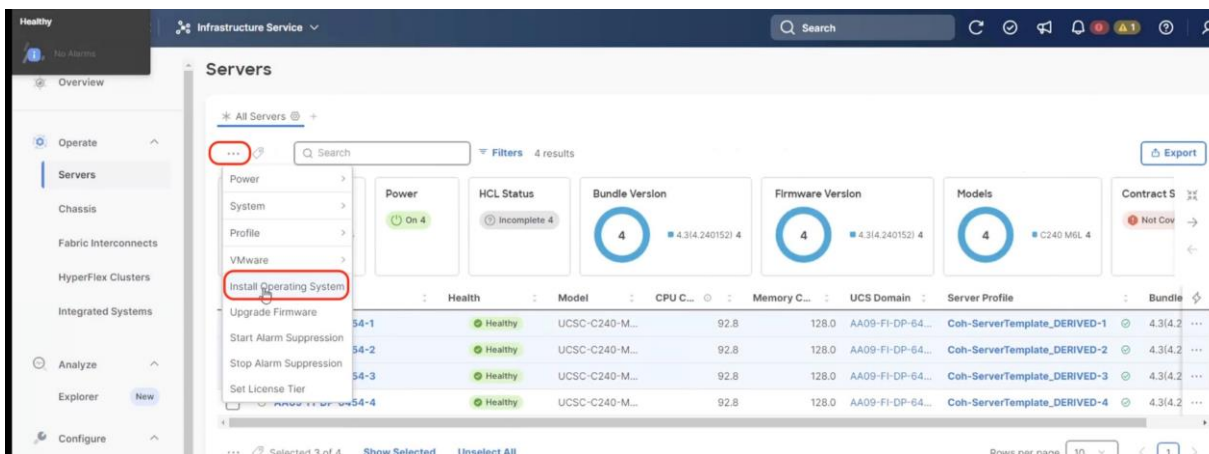 Healthy
No Alarms
Infrastructure Service
Search
0
1
Overview
Operate
Servers
Chassis
Fabric Interconnects
HyperFlex Clusters
Integrated Systems
Analyze
Explorer New
Configure
Servers
All Servers
Search
Filters 4 results
Export
Power
System
Profile
VMware
Install Operating System
Upgrade Firmware
Start Alarm Suppression
Stop Alarm Suppression
Set License Tier
Power
On 4
HCL Status
Incomplete 4
Bundle Version
4
4.3(4.240152) 4
Firmware Version
4
4.3(4.240152) 4
Models
4
C240 M6L 4
Contract S
Not Cov
Health Model CPU C... Memory C... UCS Domain Server Profile Bundle
54-1 Healthy UCSC-C240-M... 92.8 128.0 AA09-FI-DP-64... Coh-ServerTemplate_DERIVED-1 4.3(4.2 ...
54-2 Healthy UCSC-C240-M... 92.8 128.0 AA09-FI-DP-64... Coh-ServerTemplate_DERIVED-2 4.3(4.2 ...
54-3 Healthy UCSC-C240-M... 92.8 128.0 AA09-FI-DP-64... Coh-ServerTemplate_DERIVED-3 4.3(4.2 ...
54-4 Healthy UCSC-C240-M... 92.8 128.0 AA09-FI-DP-64... Coh-ServerTemplate_DERIVED-4 4.3(4.2 ...
... Selected 3 of 4 Show Selected Unselect All Rows per page 10 1